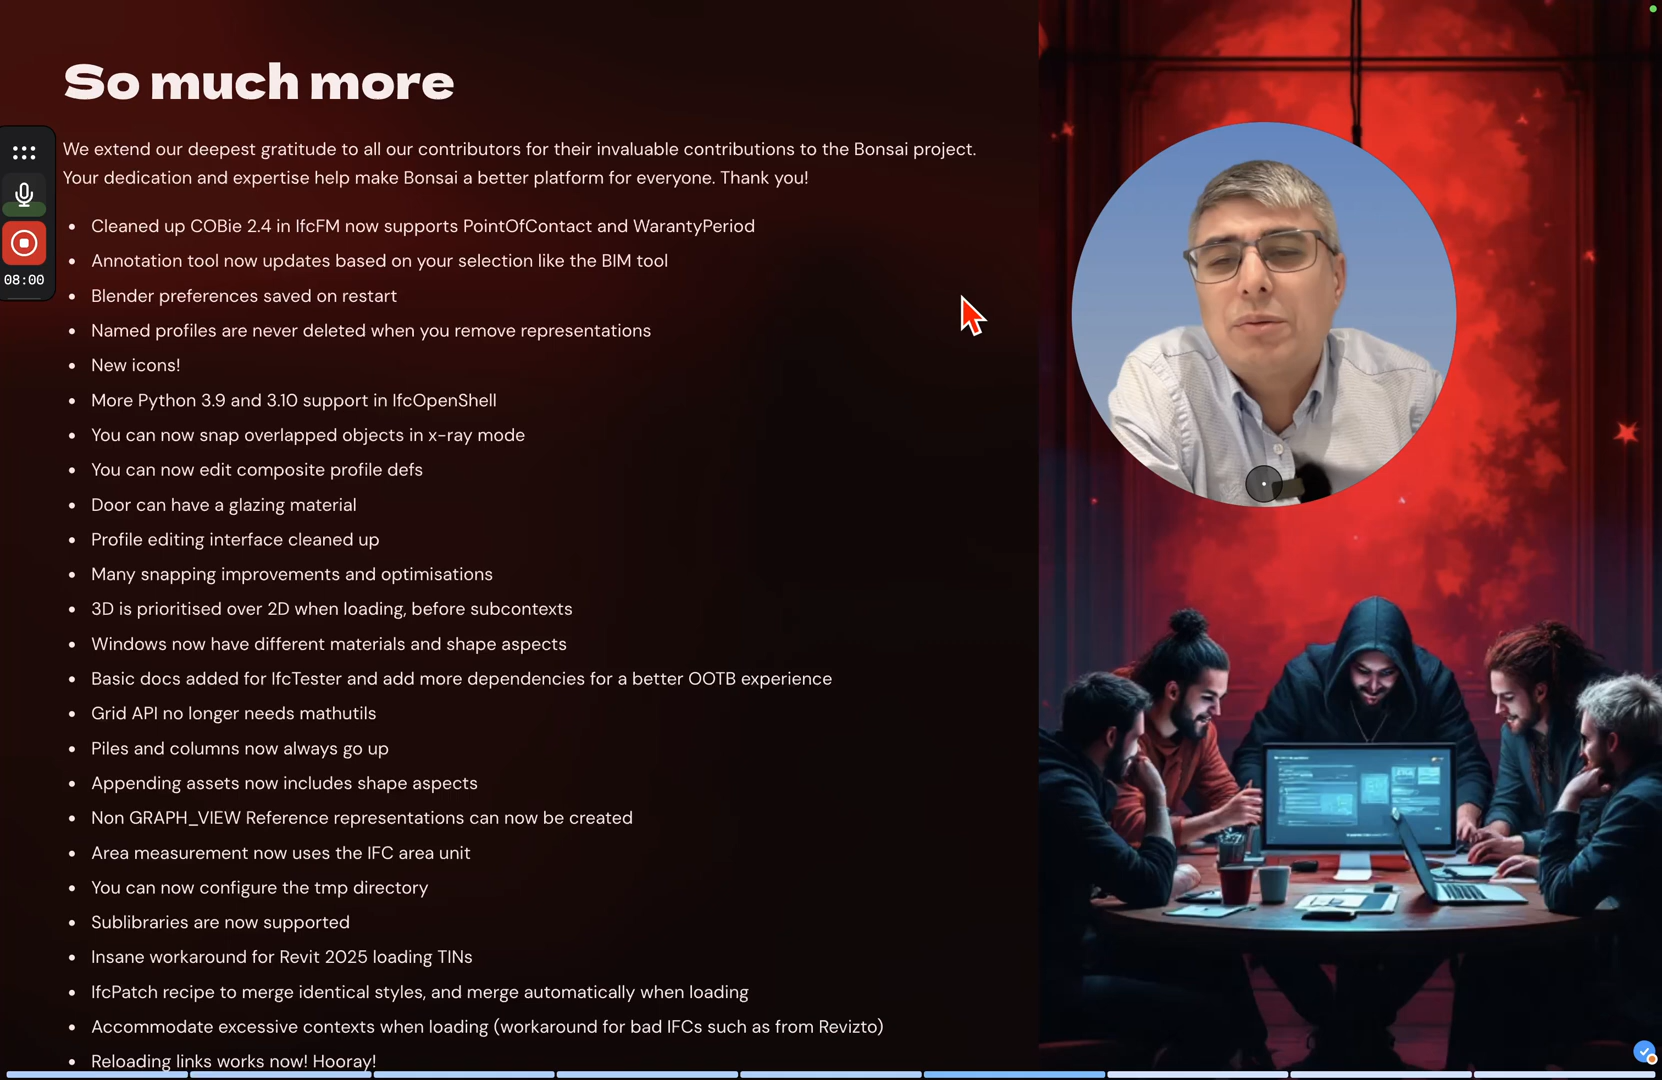 So much more
We extend our deepest gratitude to all our contributors for their invaluable contributions to the Bonsai project.
Your dedication and expertise help make Bonsai a better platform for everyone. Thank you!
• Cleaned up COBie 2.4 in IfcFM now supports PointOfContact and WarantyPeriod
• Annotation tool now updates based on your selection like the BIM tool
08:00
• Blender preferences saved on restart
• Named profiles are never deleted when you remove representations
• New icons!
• More Python 3.9 and 3.10 support in IfcOpenShell
• You can now snap overlapped objects in x-ray mode
• You can now edit composite profile defs
• Door can have a glazing material
• Profile editing interface cleaned up
• Many snapping improvements and optimisations
• 3D is prioritised over 2D when loading, before subcontexts
• Windows now have different materials and shape aspects
• Basic docs added for IfcTester and add more dependencies for a better OOTB experience
• Grid API no longer needs mathutils
• Piles and columns now always go up
• Appending assets now includes shape aspects
• Non GRAPH_VIEW Reference representations can now be created
• Area measurement now uses the IFC area unit
• You can now configure the tmp directory
• Sublibraries are now supported
• Insane workaround for Revit 2025 loading TINs
• IfcPatch recipe to merge identical styles, and merge automatically when loading
• Accommodate excessive contexts when loading (workaround for bad IFCs such as from Revizto)
• Reloading links works now! Hooray!